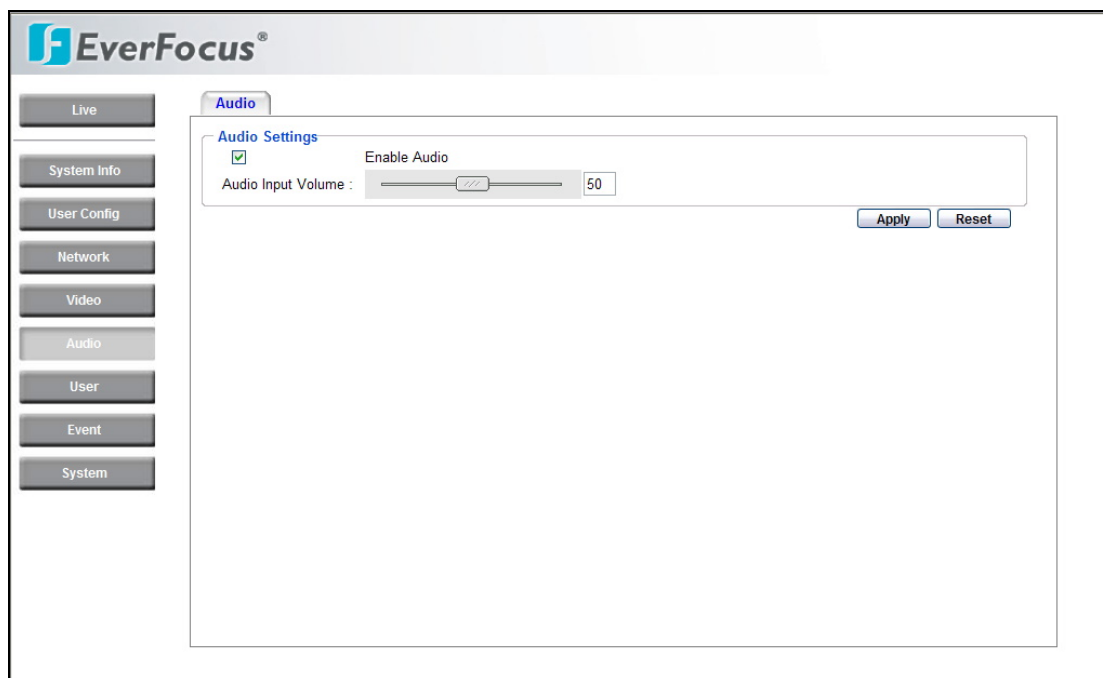 EverFocus®
Live
System Info
User Config
Network
Video
Audio
User
Event
System
Audio
Audio Settings
Enable Audio
Audio Input Volume : 50
Apply Reset